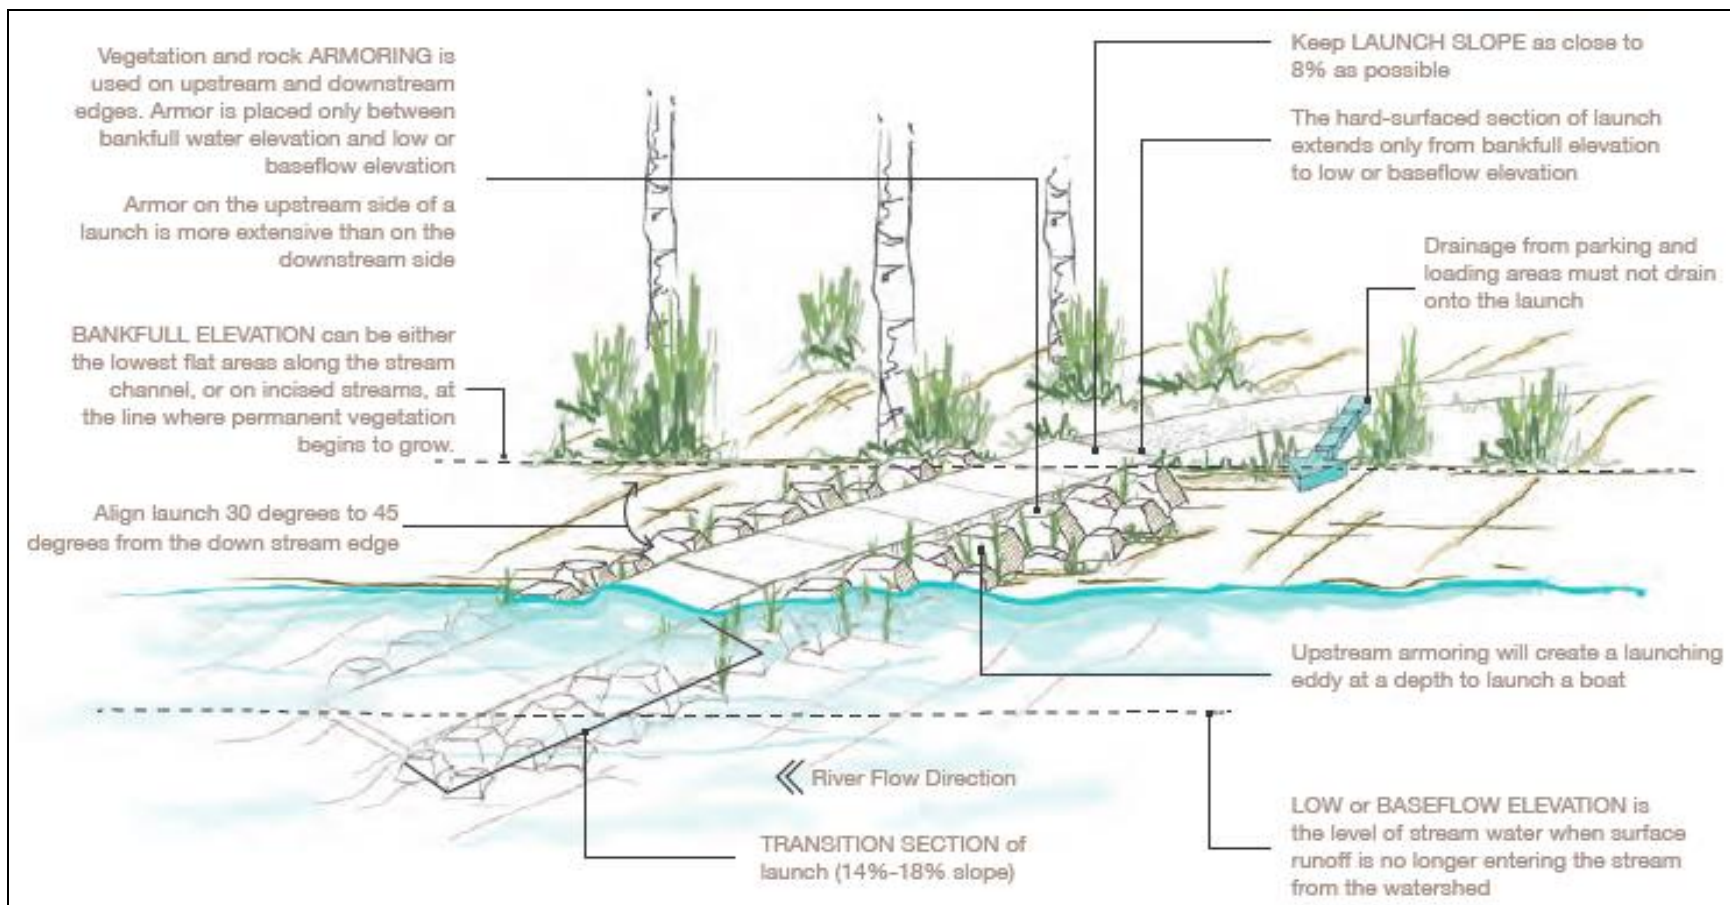 Vegetation and rock ARMORING is
used on upstream and downstream
edges. Armor is placed only between
bankfull water elevation and low or
baseflow elevation
Armor on the upstream side of a
launch is more extensive than on the
downstream side
BANKFULL ELEVATION can be either
the lowest flat areas along the stream
channel, or on incised streams, at
the line where permanent vegetation
begins to grow.
Align launch 30 degrees to 45
degrees from the down stream edge
Keep LAUNCH SLOPE as close to
8% as possible
The hard-surfaced section of launch
extends only from bankfull elevation
to low or baseflow elevation
Drainage from parking and
loading areas must not drain
onto the launch
Upstream armoring will create a launching
eddy at a depth to launch a boat
River Flow Direction
TRANSITION SECTION of
launch (14%-18% slope)
LOW or BASEFLOW ELEVATION is
the level of stream water when surface
runoff is no longer entering the stream
from the watershed